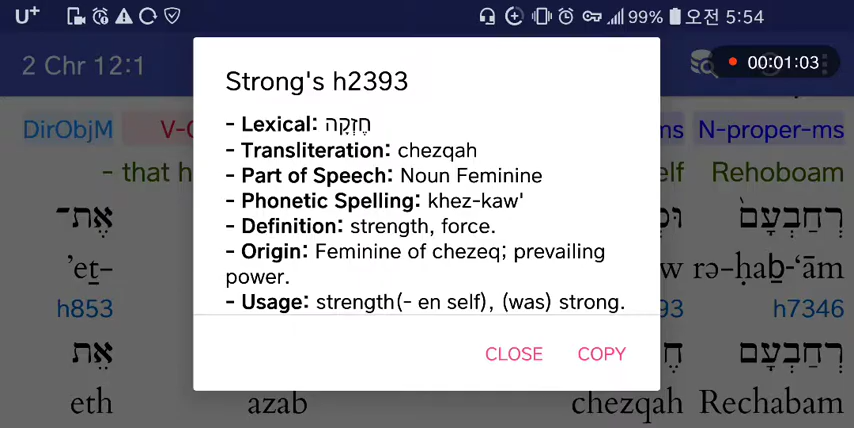 U+ 99% 오전 5:54
2 Chr 12:1 00:01:03
Strong's h2393
- Lexical: חֶזְקָה
- Transliteration: chezqah
- Part of Speech: Noun Feminine
- Phonetic Spelling: khez-kaw'
- Definition: strength, force.
- Origin: Feminine of chezeq; prevailing
power.
- Usage: strength(- en self), (was) strong.
CLOSE COPY
DirObjM V-Q ms N-proper-ms
- that h elf Rehoboam
אֶת־ וּכְ רְחַבְעָם֙
’eṯ- w rə-ḥaḇ-‘ām
h853 93 h7346
אֵת חֶ רְחַבְעָם
eth azab chezqah Rechabam